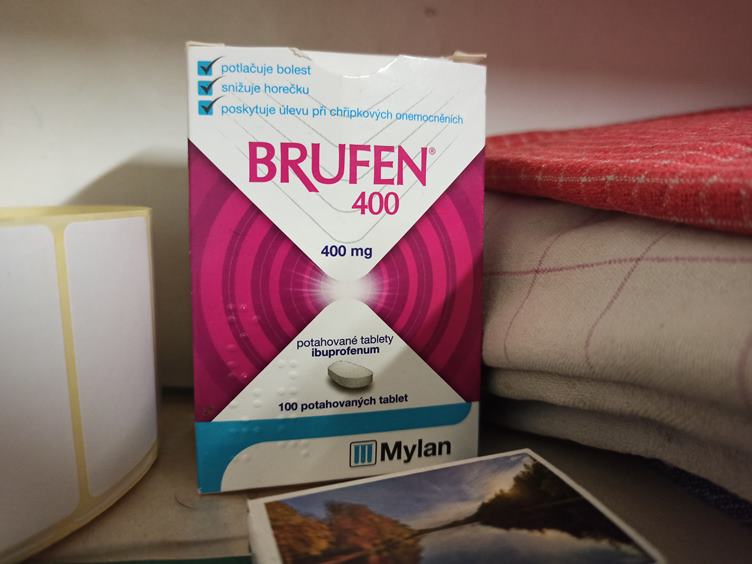 potlačuje bolest
snižuje horečku
poskytuje úlevu při chřipkových onemocněních
BRUFEN®
400
400 mg
potahované tablety
ibuprofenum
100 potahovaných tablet
Mylan